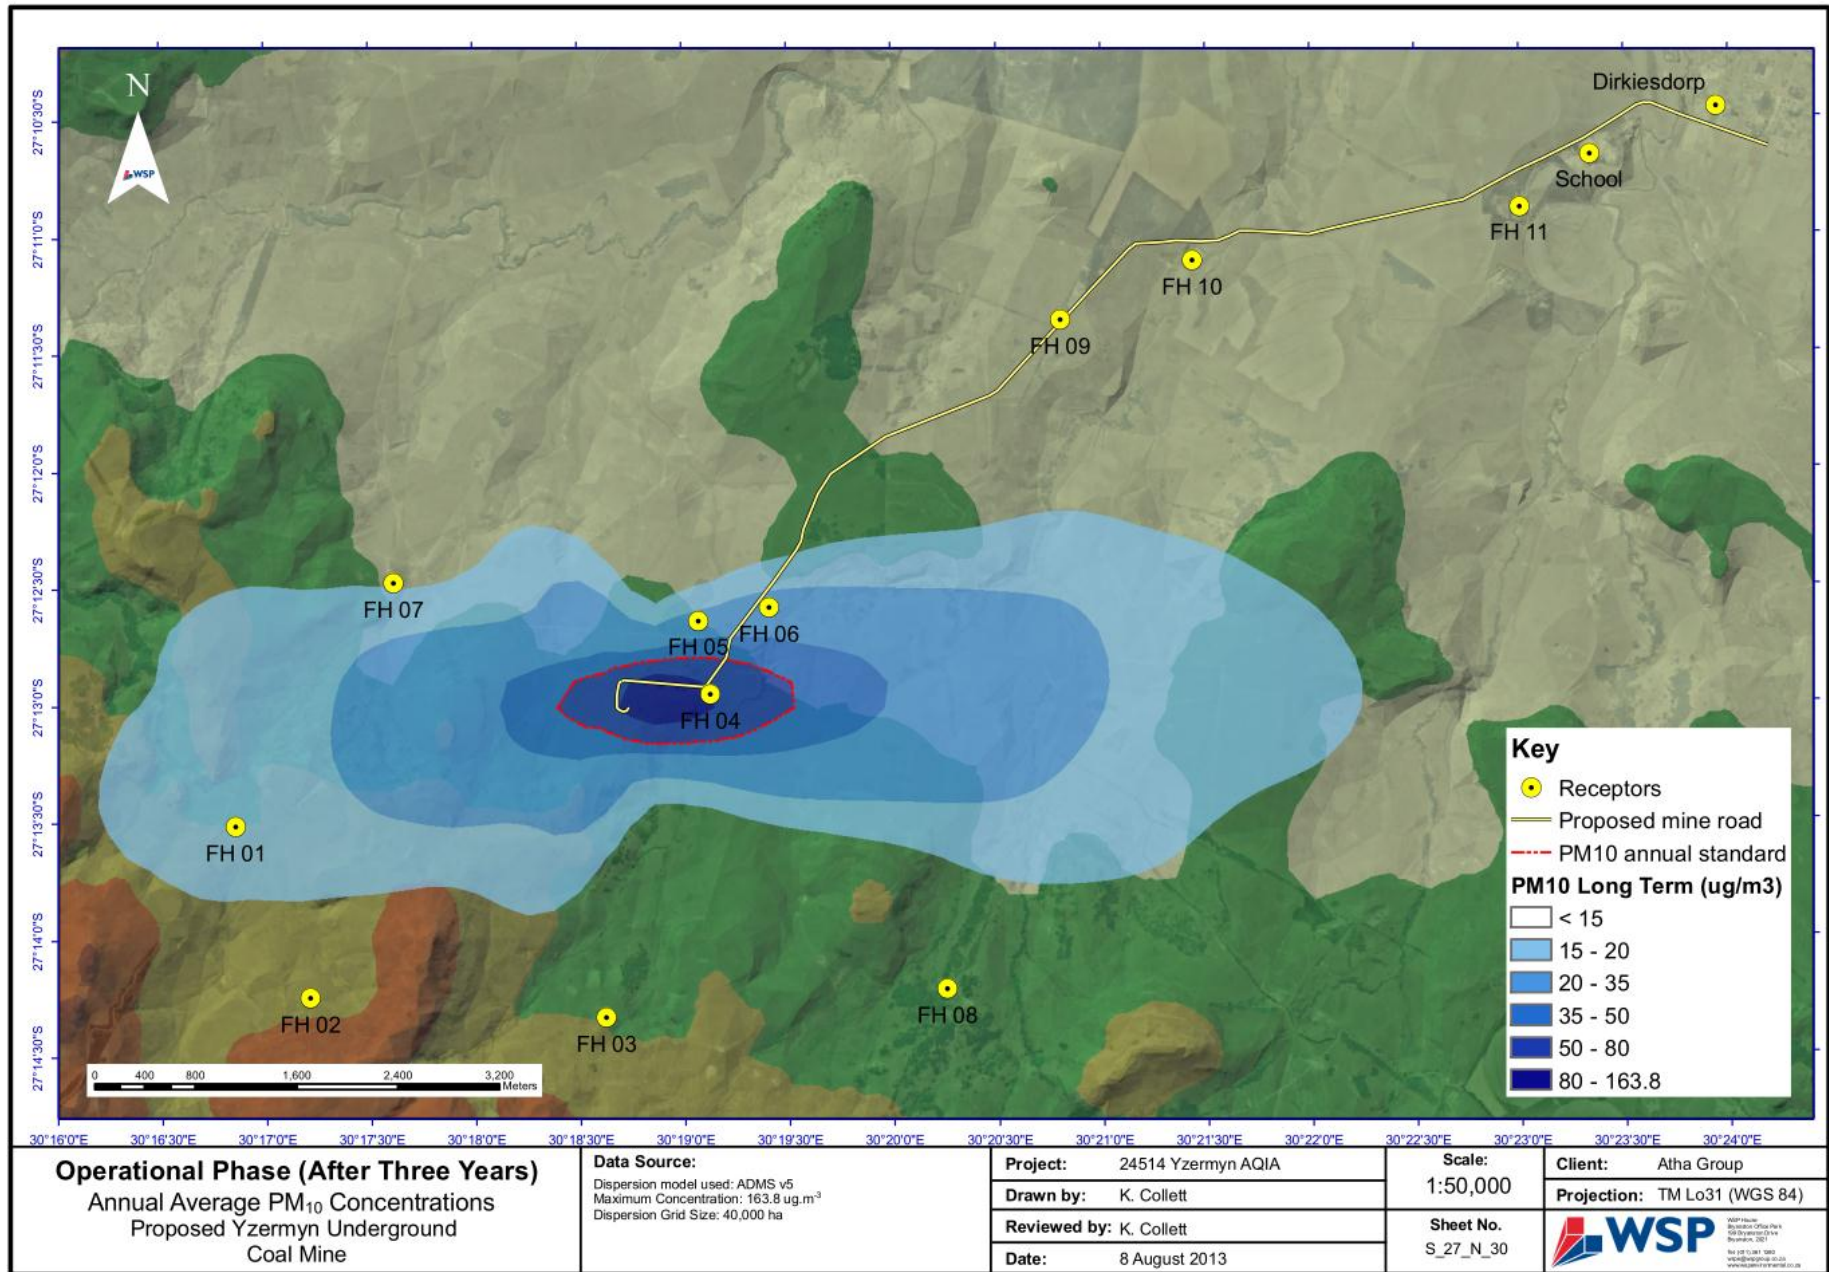 N
WSP
Dirkiesdorp
School
FH 11
FH 10
FH 09
FH 07
FH 05
FH 06
FH 04
FH 01
FH 02
FH 03
FH 08
27°10'30"S
27°11'0"S
27°11'30"S
27°12'0"S
27°12'30"S
27°13'0"S
27°13'30"S
27°14'0"S
27°14'30"S
Key
Receptors
Proposed mine road
PM10 annual standard
PM10 Long Term (ug/m3)
< 15
15 - 20
20 - 35
35 - 50
50 - 80
80 - 163.8
0 400 800 1,600 2,400 3,200
Meters
30°16'0"E 30°16'30"E 30°17'0"E 30°17'30"E 30°18'0"E 30°18'30"E 30°19'0"E 30°19'30"E 30°20'0"E 30°20'30"E 30°21'0"E 30°21'30"E 30°22'0"E 30°22'30"E 30°23'0"E 30°23'30"E 30°24'0"E
Operational Phase (After Three Years)
Annual Average PM₁₀ Concentrations
Proposed Yzermyn Underground
Coal Mine
Data Source:
Dispersion model used: ADMS v5
Maximum Concentration: 163.8 ug.m⁻³
Dispersion Grid Size: 40,000 ha
Project: 24514 Yzermyn AQIA
Drawn by: K. Collett
Reviewed by: K. Collett
Date: 8 August 2013
Scale:
1:50,000
Sheet No.
S_27_N_30
Client: Atha Group
Projection: TM Lo31 (WGS 84)
WSP